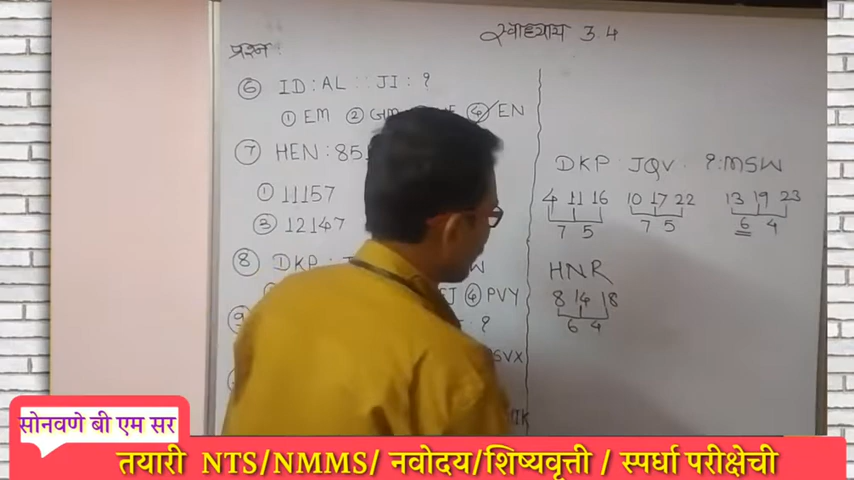 स्वाध्याय 3.4
प्रश्न :
⑥ ID : AL :: JI : ?
① EM ② GM ④ EN
⑦ HEN : 851
① 11157
③ 12147
⑧ DKP :
④ PVY
⑨ : ?
SVX
DKP : JQV : ? : MSW
4 11 16 10 17 22 13 19 23
7 5 7 5 6 4
HNR
8 14 18
6 4
सोनवणे बी एम सर
तयारी NTS/NMMS/ नवोदय/शिष्यवृत्ती / स्पर्धा परीक्षेची